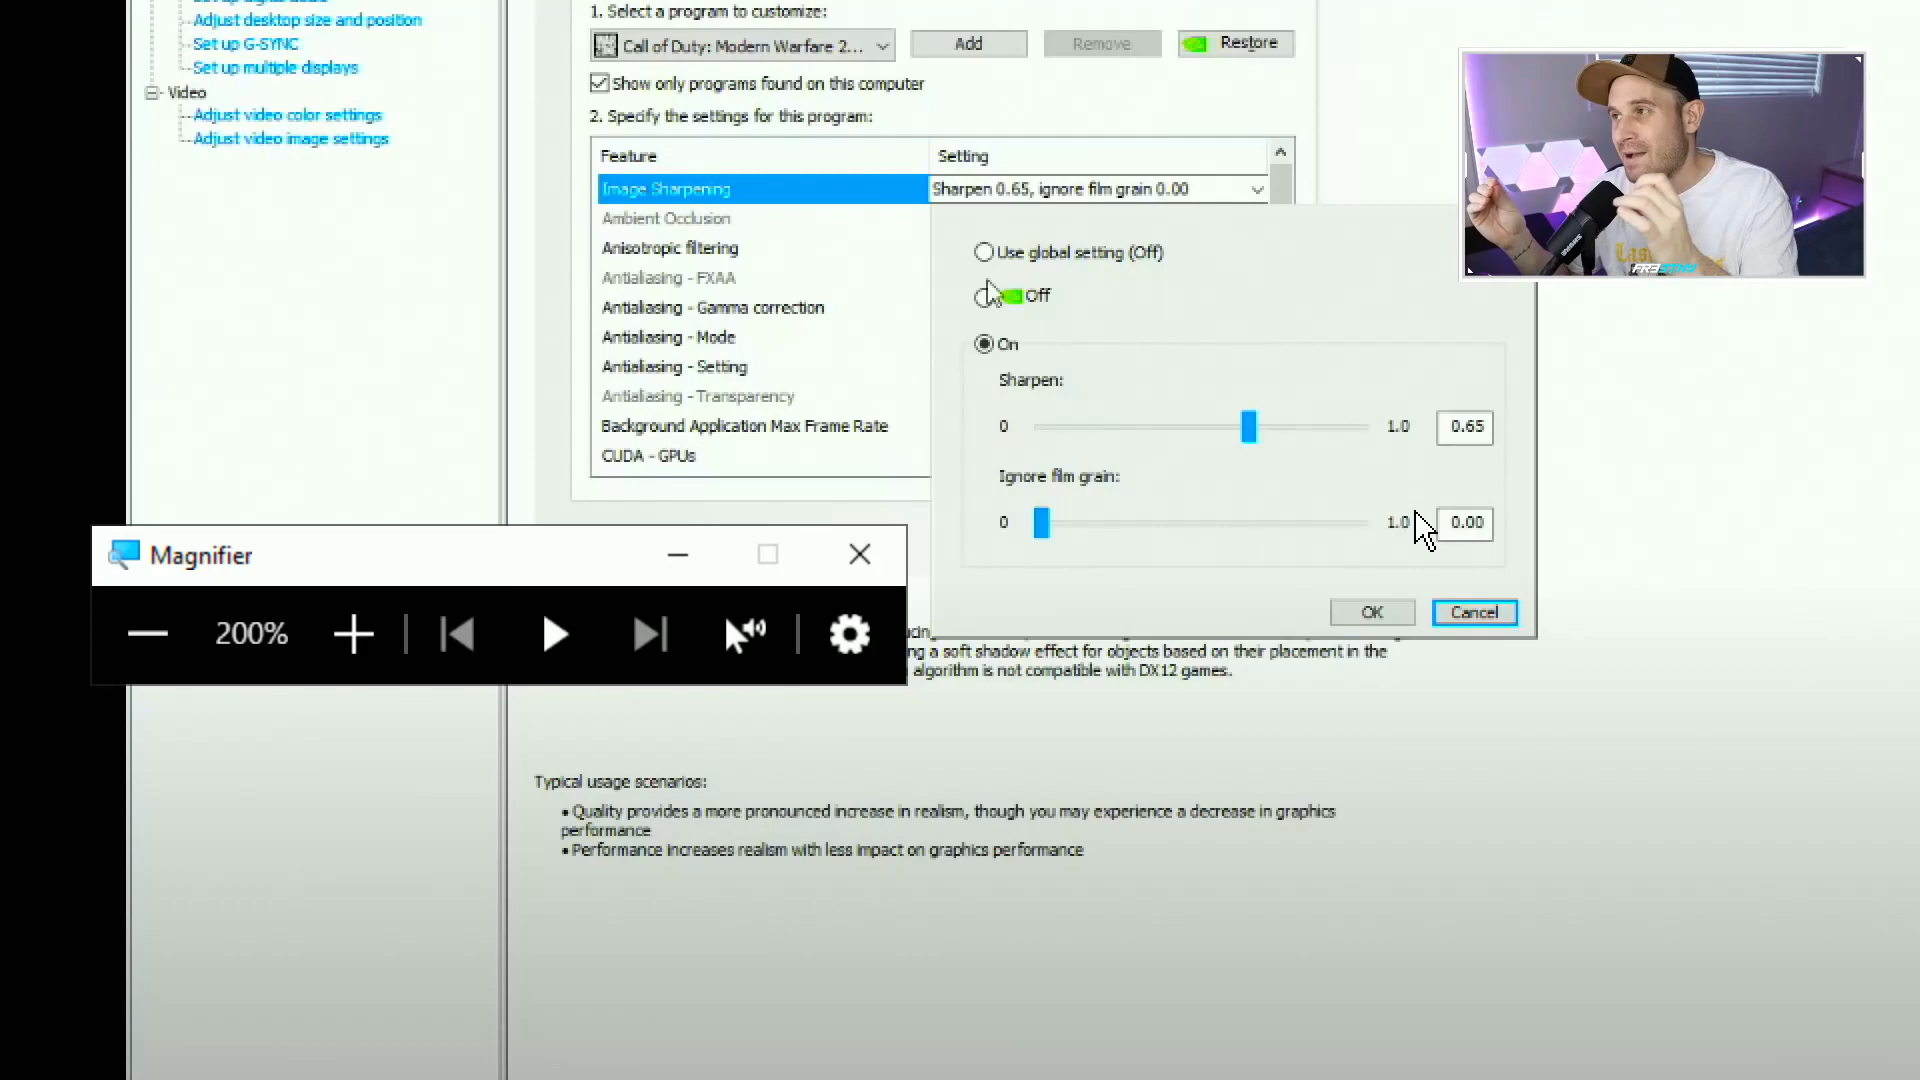 Adjust desktop size and position
Set up G-SYNC
Set up multiple displays
Video
Adjust video color settings
Adjust video image settings
1. Select a program to customize:
Call of Duty: Modern Warfare 2...
Add
Remove
Restore
Show only programs found on this computer
2. Specify the settings for this program:
Feature
Setting
Image Sharpening
Sharpen 0.65, ignore film grain 0.00
Ambient Occlusion
Anisotropic filtering
Antialiasing - FXAA
Antialiasing - Gamma correction
Antialiasing - Mode
Antialiasing - Setting
Antialiasing - Transparency
Background Application Max Frame Rate
CUDA - GPUs
Use global setting (Off)
Off
On
Sharpen:
0
1.0
0.65
Ignore film grain:
0
1.0
0.00
OK
Cancel
Magnifier
200%
ng a soft shadow effect for objects based on their placement in the
algorithm is not compatible with DX12 games.
Typical usage scenarios:
• Quality provides a more pronounced increase in realism, though you may experience a decrease in graphics
performance
• Performance increases realism with less impact on graphics performance